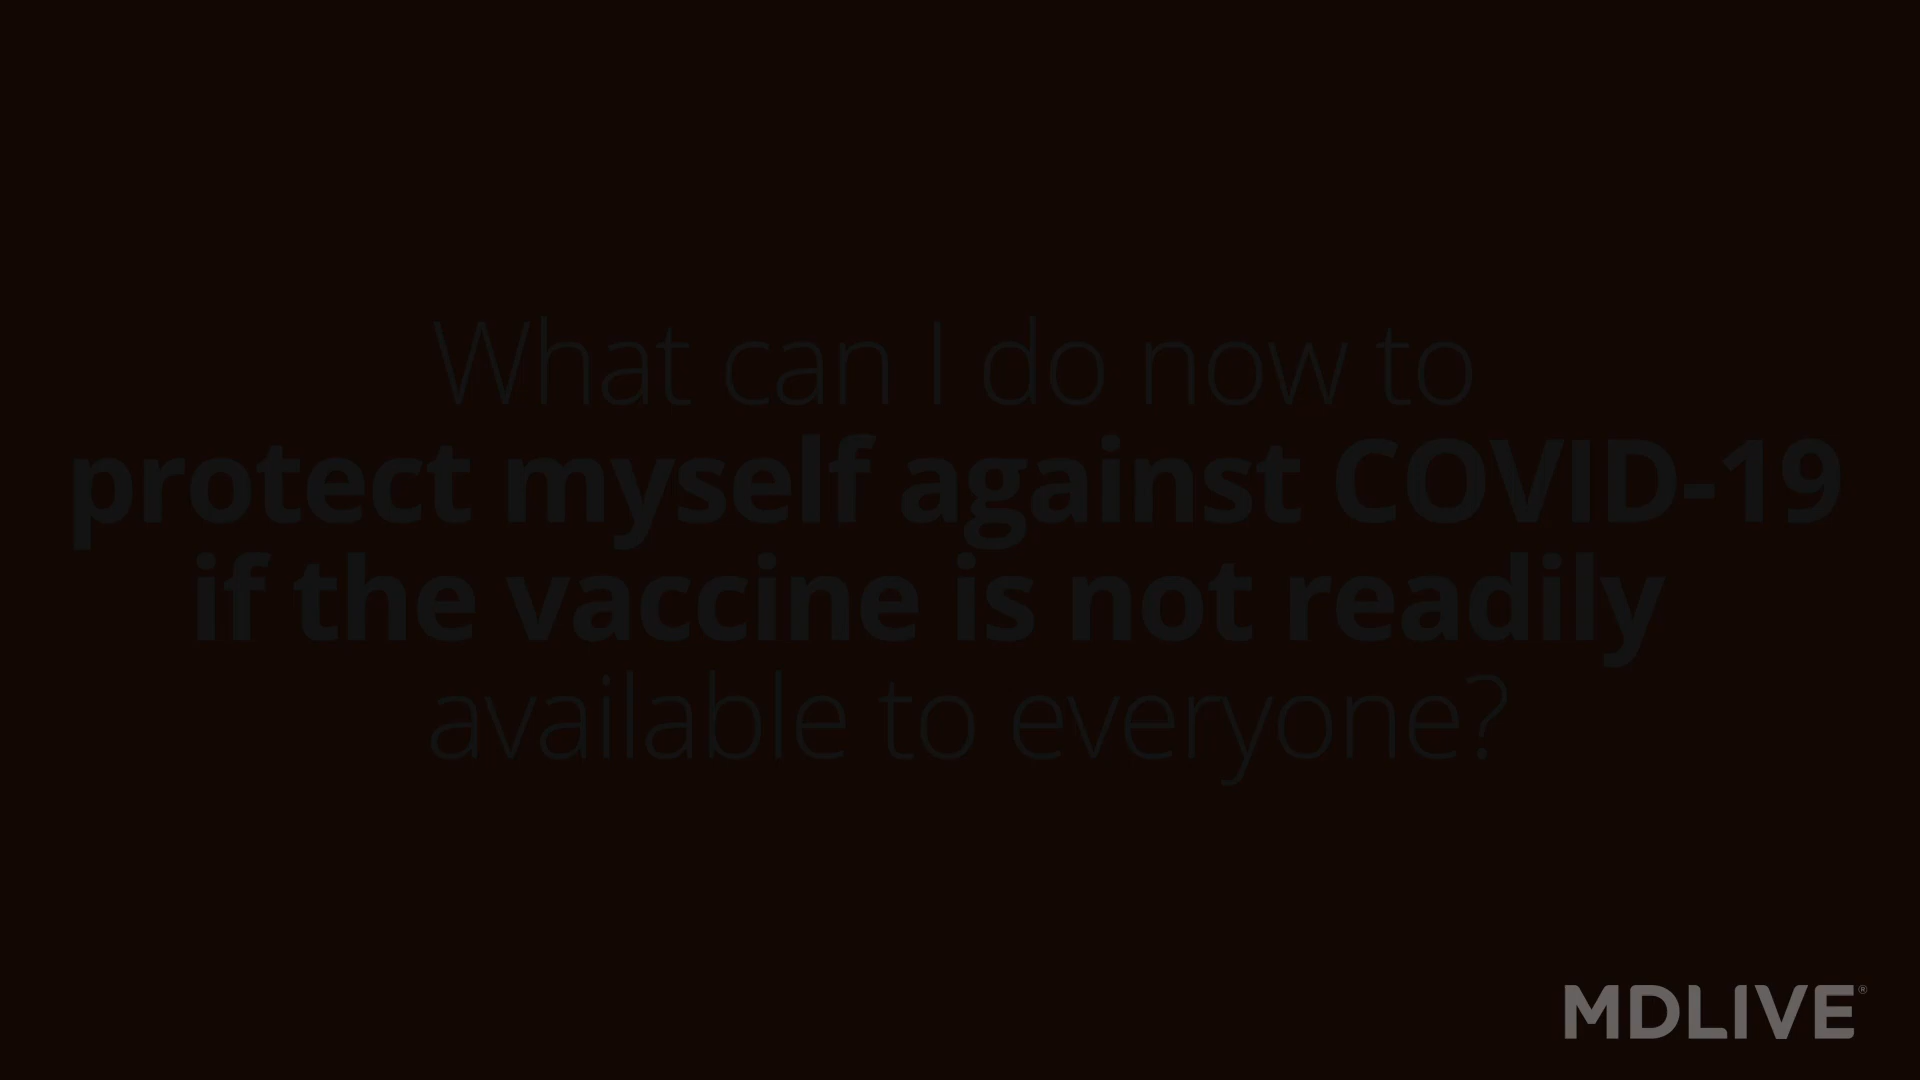 What can I do now to
protect myself against COVID-19
if the vaccine is not readily
available to everyone?
MDLIVE®